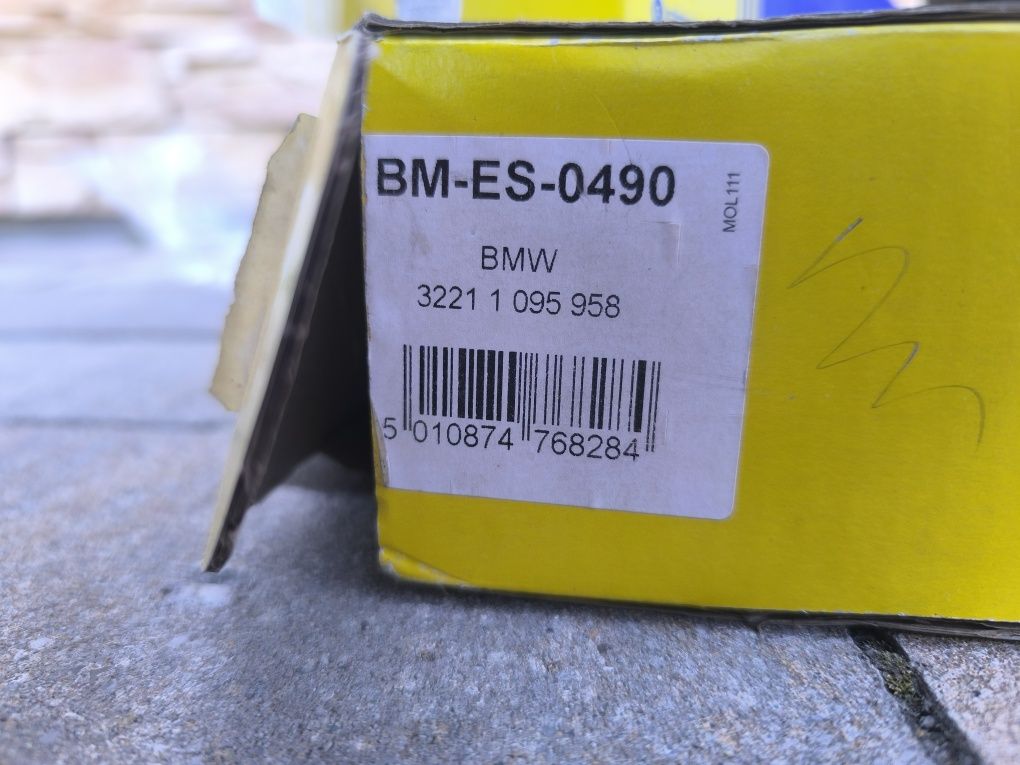 BM-ES-0490
MOL111
BMW
3221 1 095 958
5 010874 768284